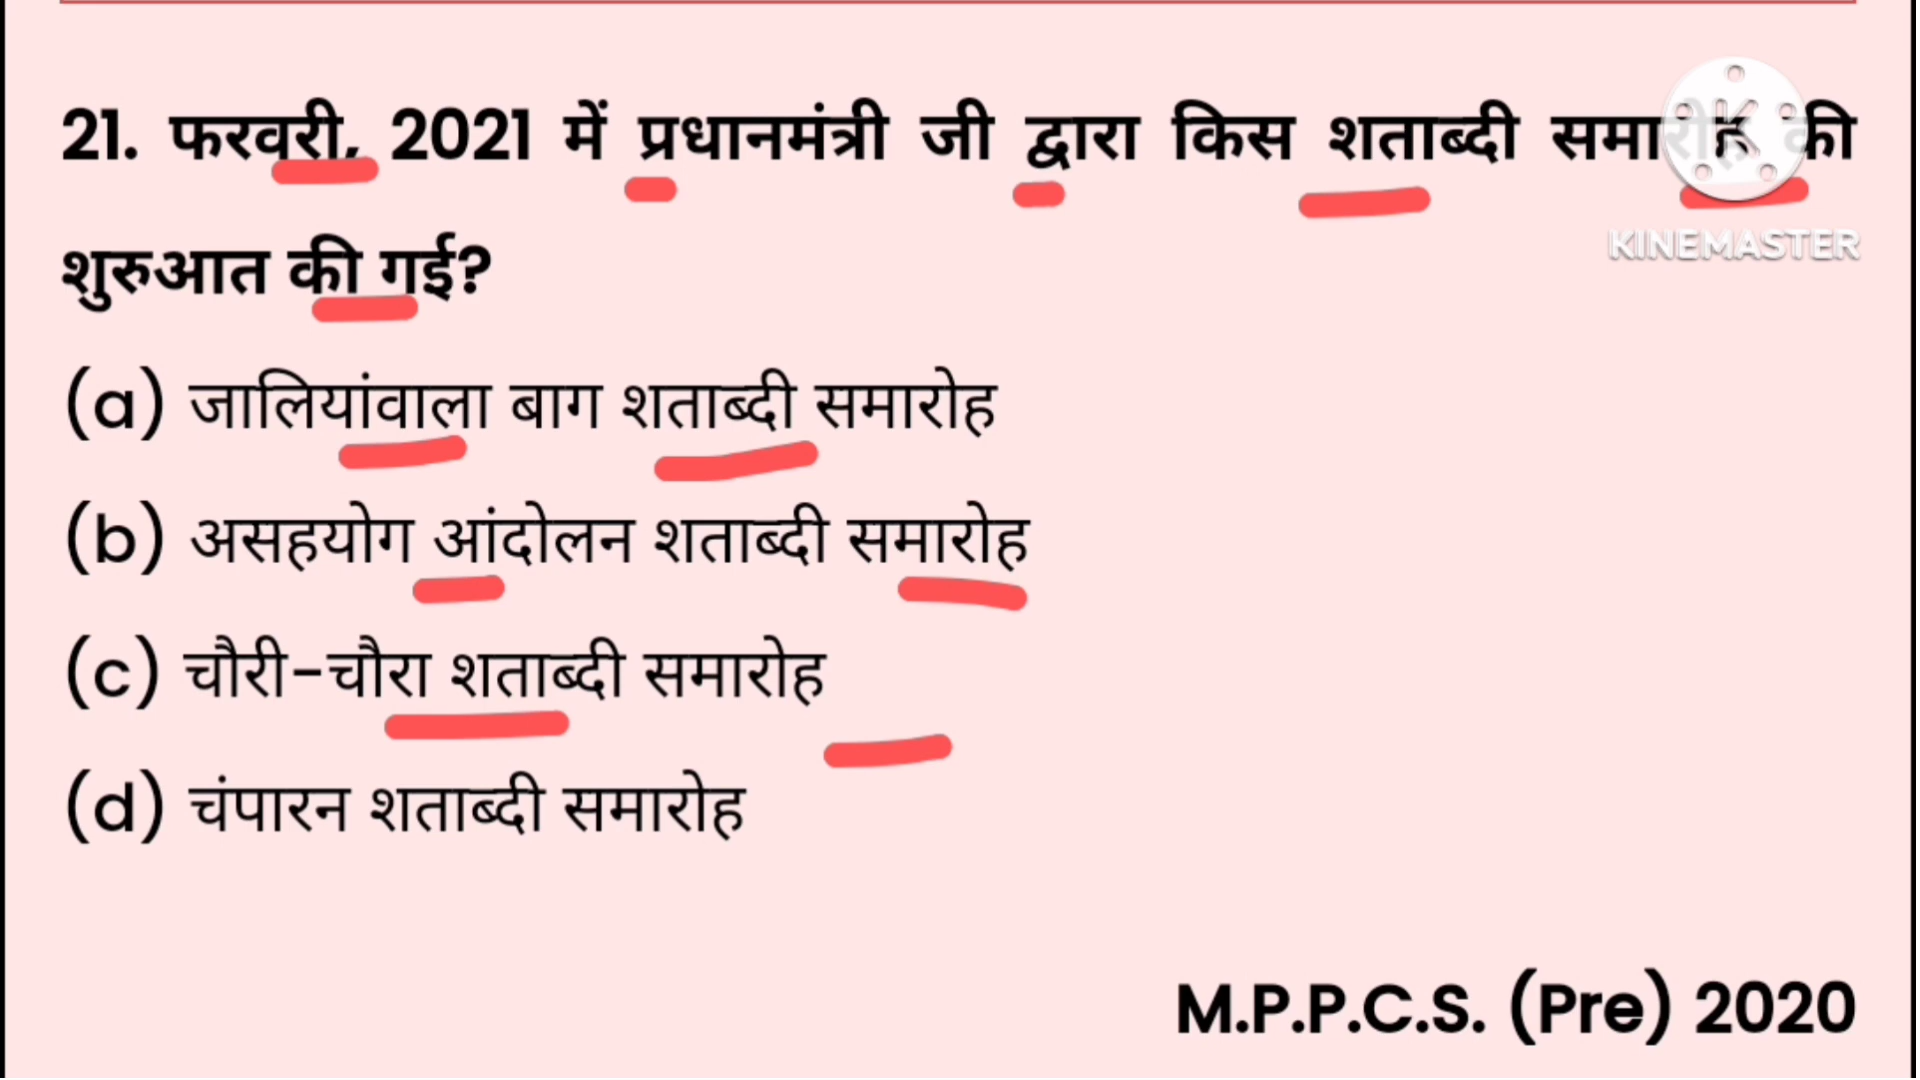 21. फरवरी, 2021 में प्रधानमंत्री जी द्वारा किस शताब्दी समारोह की
KINEMASTER
शुरुआत की गई?
(a) जालियांवाला बाग शताब्दी समारोह
(b) असहयोग आंदोलन शताब्दी समारोह
(c) चौरी-चौरा शताब्दी समारोह
(d) चंपारन शताब्दी समारोह
M.P.P.C.S. (Pre) 2020